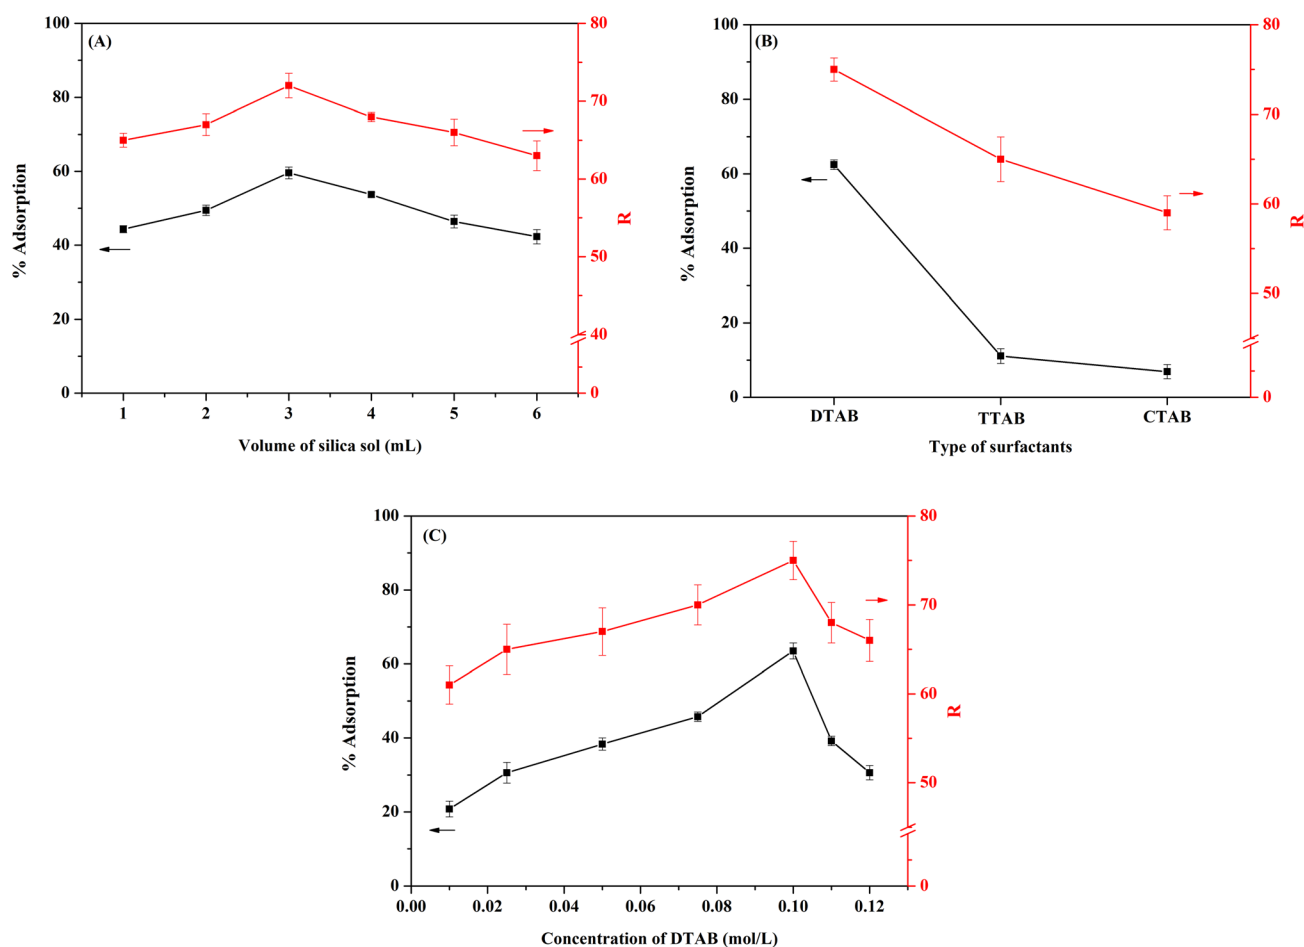 (A)
100
80
60
40
20
0
% Adsorption
80
70
60
50
40
0
R
1 2 3 4 5 6
Volume of silica sol (mL)
(B)
100
80
60
40
20
0
% Adsorption
80
70
60
50
0
R
DTAB TTAB CTAB
Type of surfactants
(C)
100
80
60
40
20
0
% Adsorption
80
70
60
50
0
R
0.00 0.02 0.04 0.06 0.08 0.10 0.12
Concentration of DTAB (mol/L)